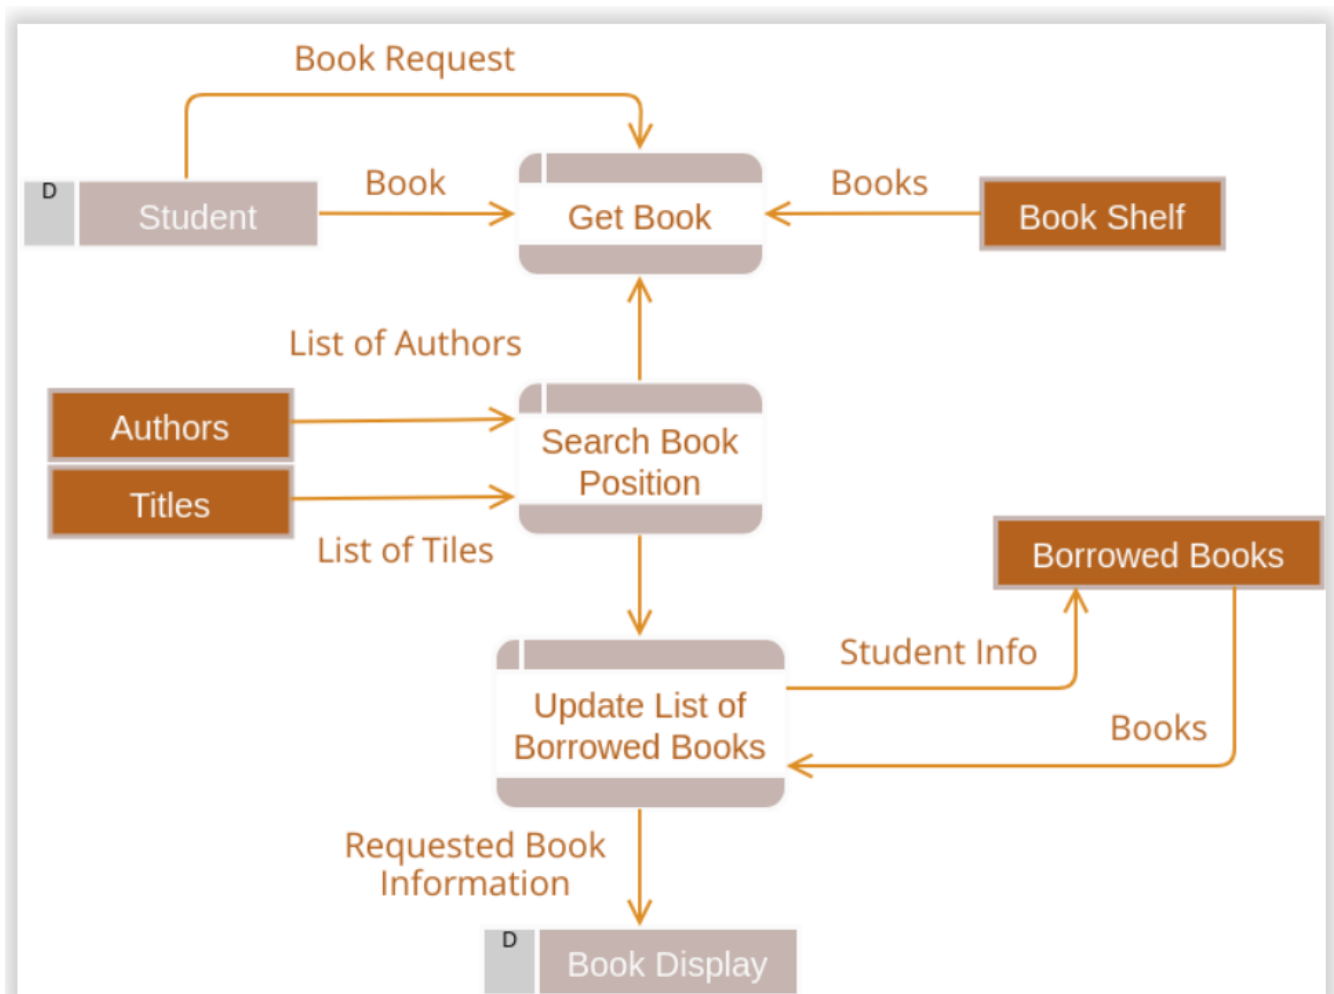 Book Request
D
Student
Book
Get Book
Books
Book Shelf
List of Authors
Authors
Search Book
Position
Titles
List of Tiles
Borrowed Books
Student Info
Update List of
Borrowed Books
Books
Requested Book
Information
D
Book Display